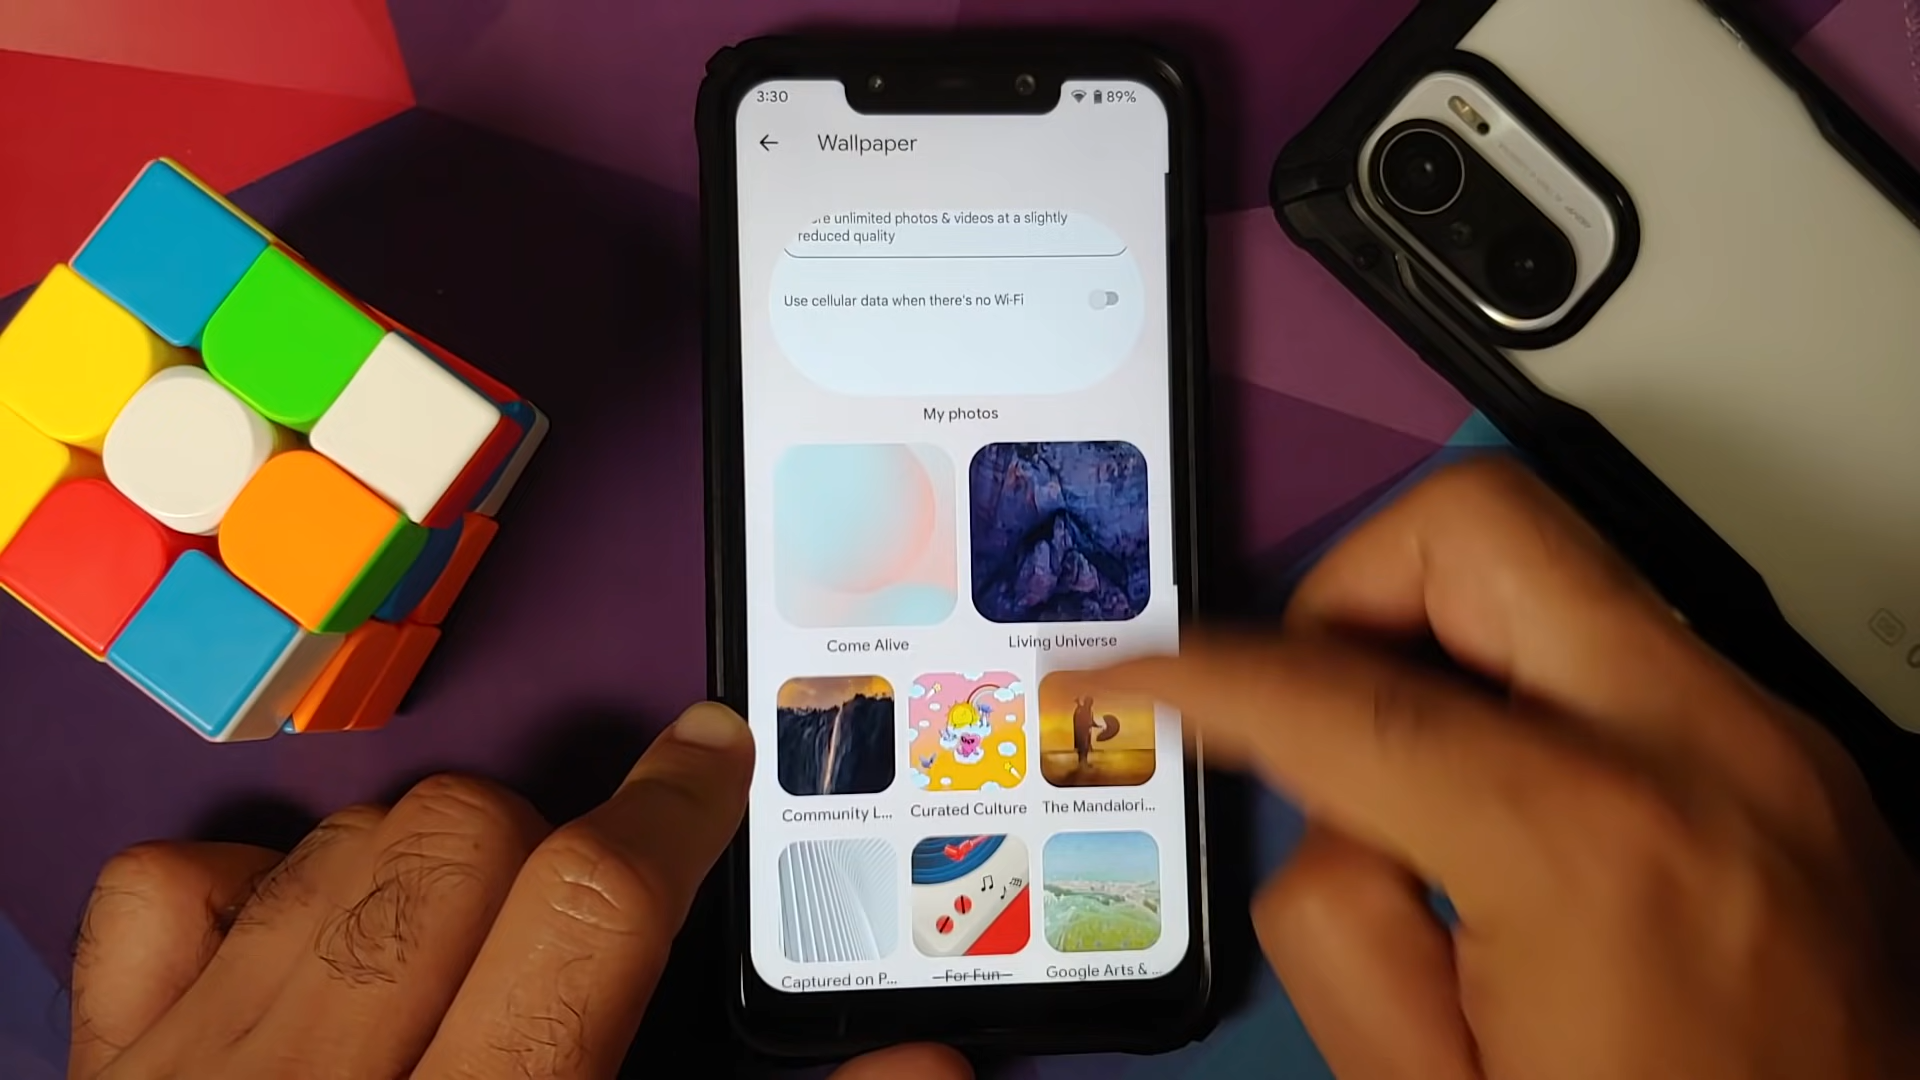 3:30
89%
Wallpaper
unlimited photos & videos at a slightly
reduced quality
Use cellular data when there's no Wi-Fi
My photos
Come Alive
Living Universe
Community L...
Curated Culture
The Mandalori...
Captured on P...
For Fun
Google Arts & ...